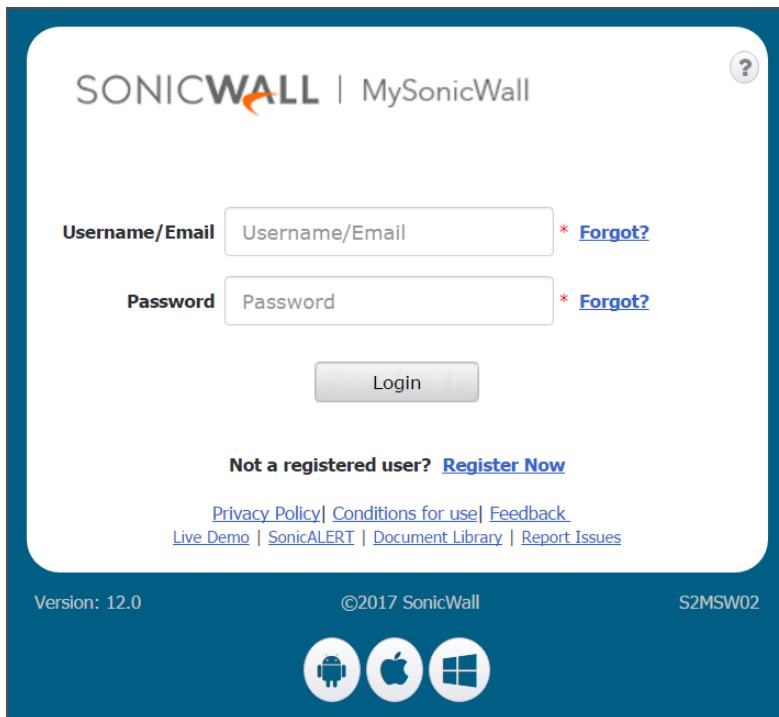 SONICWALL | MySonicWall
?
Username/Email Username/Email * Forgot?
Password Password * Forgot?
Login
Not a registered user? Register Now
Privacy Policy| Conditions for use| Feedback
Live Demo | SonicALERT | Document Library | Report Issues
Version: 12.0 ©2017 SonicWall S2MSW02